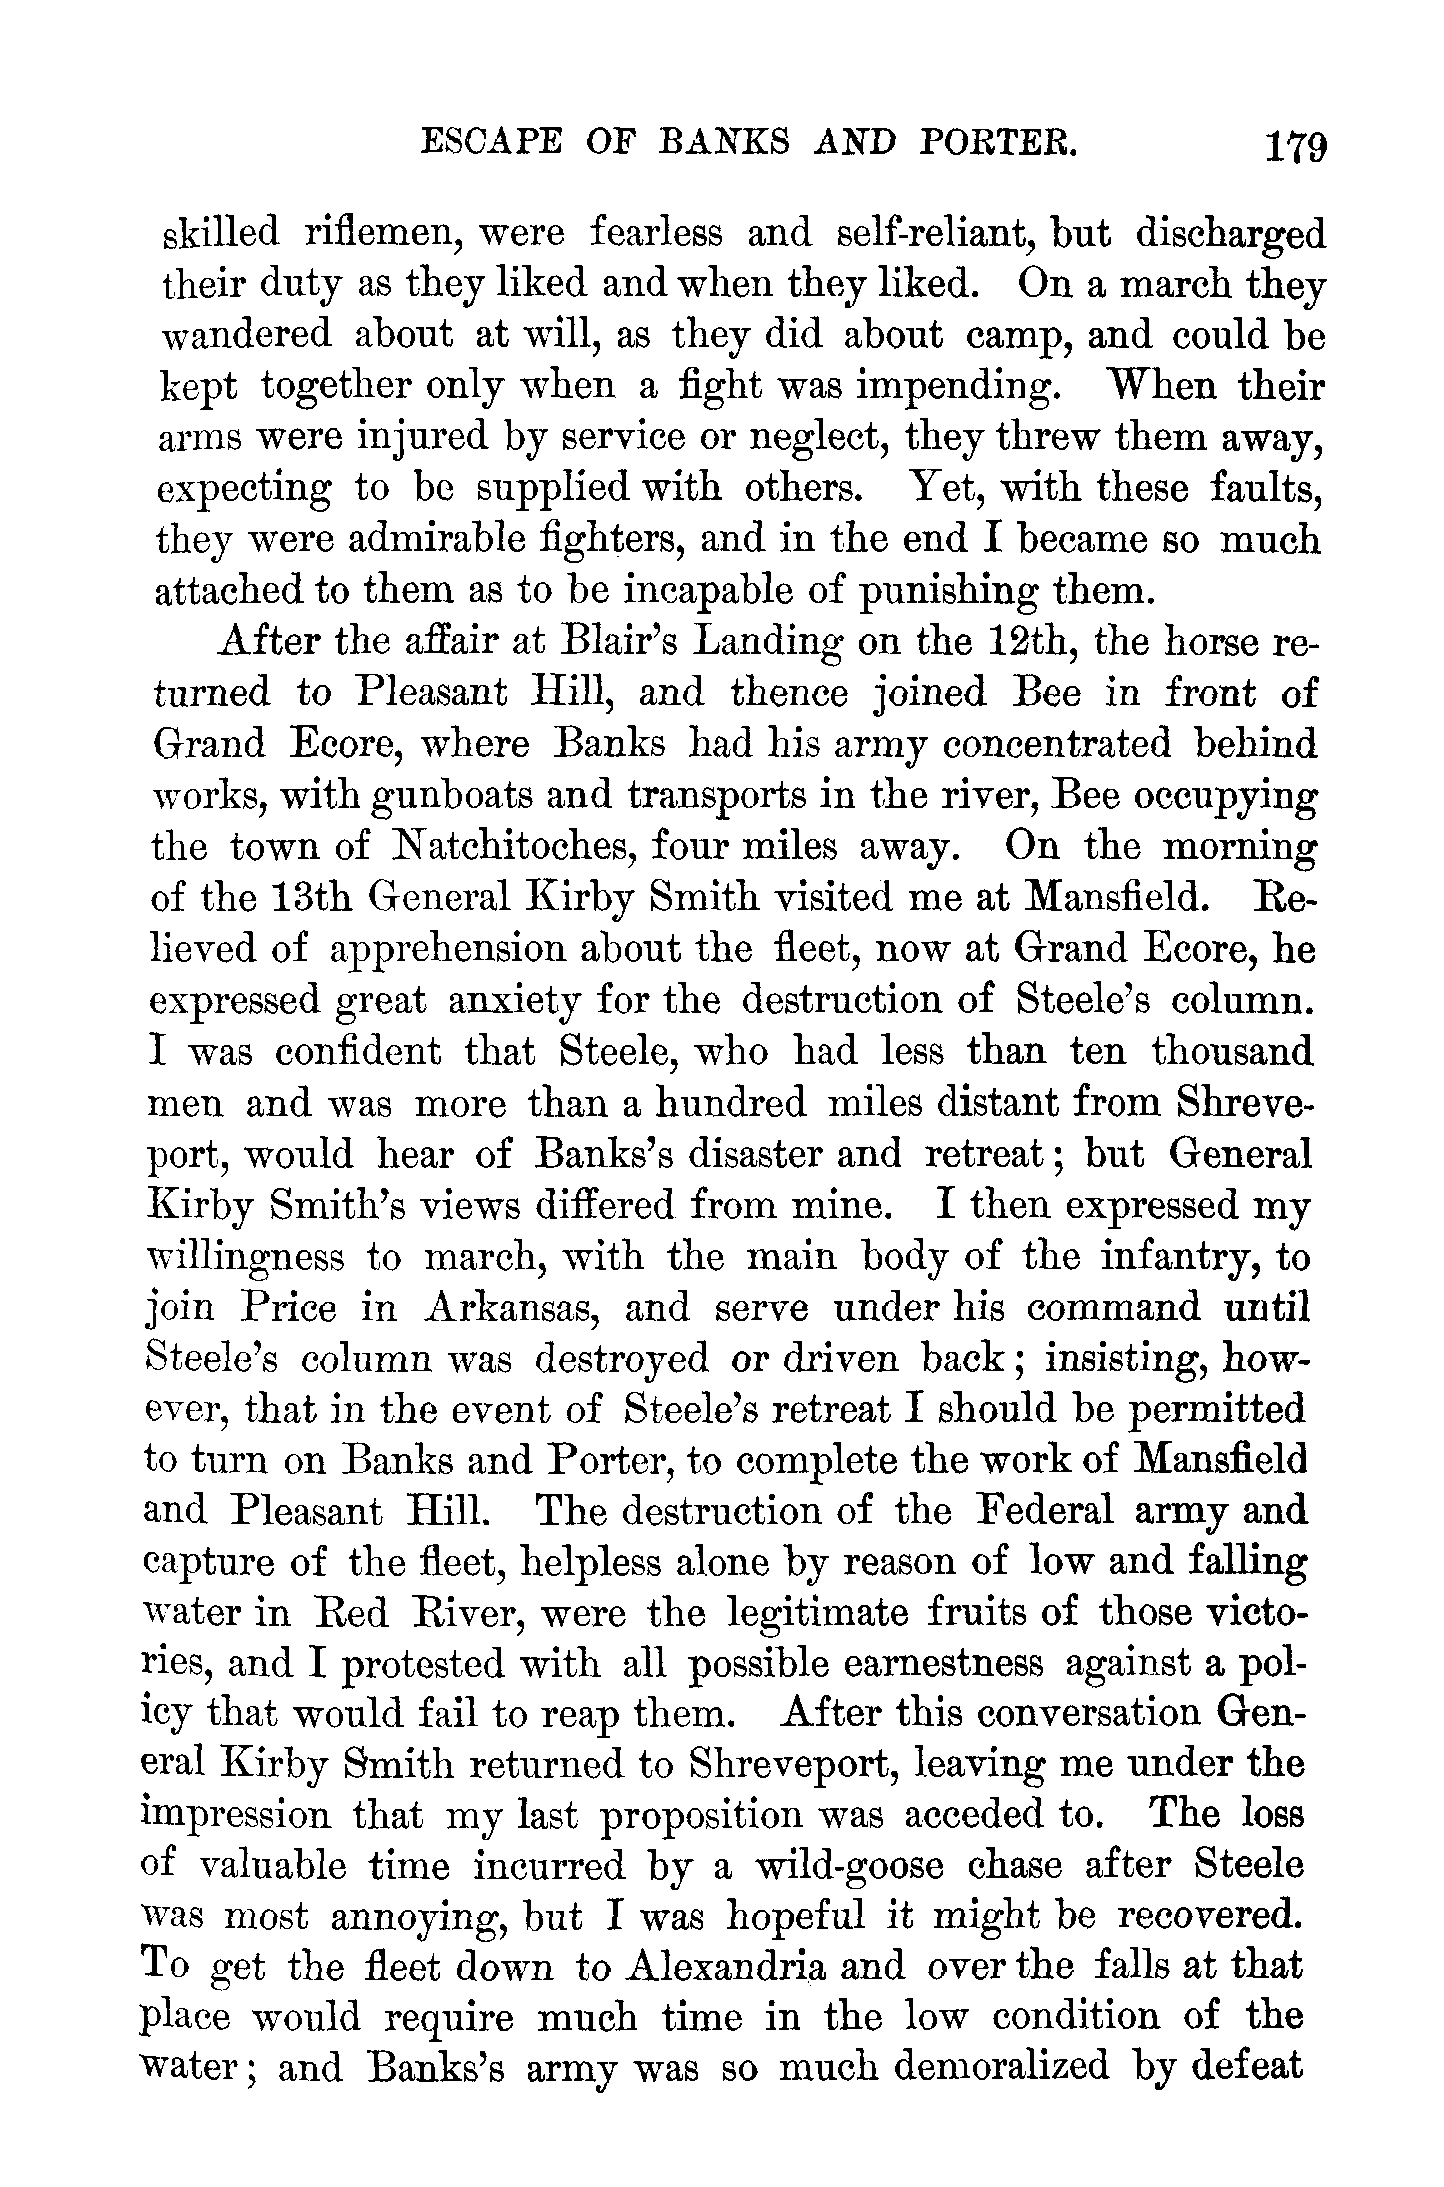 ESCAPE OF BANKS AND PORTER. 179
skilled riflemen, were fearless and self-reliant, but discharged
their duty as they liked and when they liked. On a march they
wandered about at will, as they did about camp, and could be
kept together only when a fight was impending. When their
arms were injured by service or neglect, they threw them away,
expecting to be supplied with others. Yet, with these faults,
they were admirable fighters, and in the end I became so much
attached to them as to be incapable of punishing them.
After the affair at Blair's Landing on the 12th, the horse re-
turned to Pleasant Hill, and thence joined Bee in front of
Grand Ecore, where Banks had his army concentrated behind
works, with gunboats and transports in the river, Bee occupying
the town of Natchitoches, four miles away. On the morning
of the 13th General Kirby Smith visited me at Mansfield. Re-
lieved of apprehension about the fleet, now at Grand Ecore, he
expressed great anxiety for the destruction of Steele's column.
I was confident that Steele, who had less than ten thousand
men and was more than a hundred miles distant from Shreve-
port, would hear of Banks's disaster and retreat; but General
Kirby Smith's views differed from mine. I then expressed my
willingness to march, with the main body of the infantry, to
join Price in Arkansas, and serve under his command until
Steele's column was destroyed or driven back; insisting, how-
ever, that in the event of Steele's retreat I should be permitted
to turn on Banks and Porter, to complete the work of Mansfield
and Pleasant Hill. The destruction of the Federal army and
capture of the fleet, helpless alone by reason of low and falling
water in Red River, were the legitimate fruits of those victo-
ries, and I protested with all possible earnestness against a pol-
icy that would fail to reap them. After this conversation Gen-
eral Kirby Smith returned to Shreveport, leaving me under the
impression that my last proposition was acceded to. The loss
of valuable time incurred by a wild-goose chase after Steele
was most annoying, but I was hopeful it might be recovered.
To get the fleet down to Alexandria and over the falls at that
place would require much time in the low condition of the
water; and Banks's army was so much demoralized by defeat